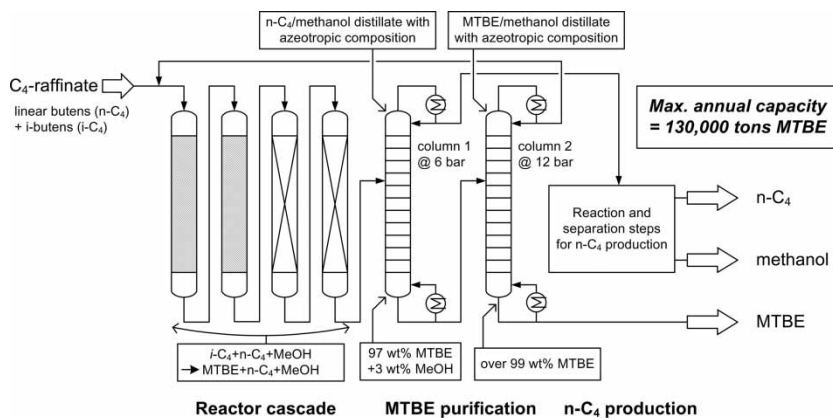 n-C₄/methanol distillate with
azeotropic composition
MTBE/methanol distillate
with azeotropic composition
C₄-raffinate
linear butens (n-C₄)
+ i-butens (i-C₄)
Max. annual capacity
= 130,000 tons MTBE
column 1
@ 6 bar
column 2
@ 12 bar
Reaction and
separation steps
for n-C₄ production
n-C₄
methanol
MTBE
i-C₄+n-C₄+MeOH
→ MTBE+n-C₄+MeOH
97 wt% MTBE
+3 wt% MeOH
over 99 wt% MTBE
Reactor cascade
MTBE purification
n-C₄ production